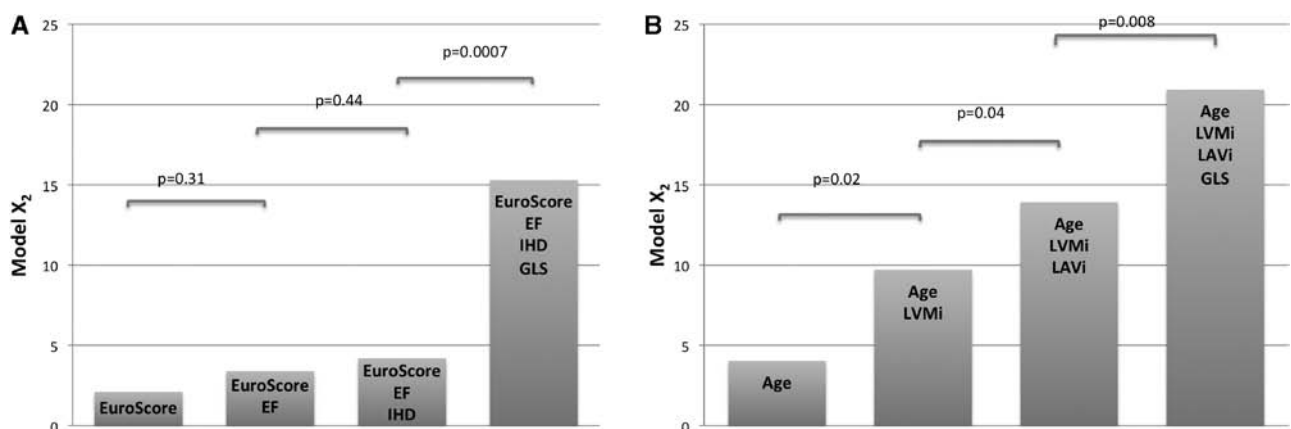 A
Model X2
25
20
15
10
5
0
p=0.31
p=0.44
p=0.0007
EuroScore
EuroScore
EF
EuroScore
EF
IHD
EuroScore
EF
IHD
GLS
B
Model X2
25
20
15
10
5
0
p=0.02
p=0.04
p=0.008
Age
Age
LVMi
Age
LVMi
LAVi
Age
LVMi
LAVi
GLS